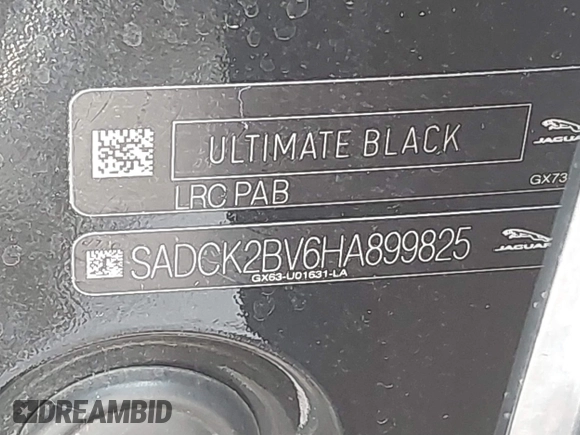 ULTIMATE BLACK
JAGUAR
LRC PAB
GX73
SADCK2BV6HA899825
JAGUAR
GX63-U01631-LA
DREAMBID